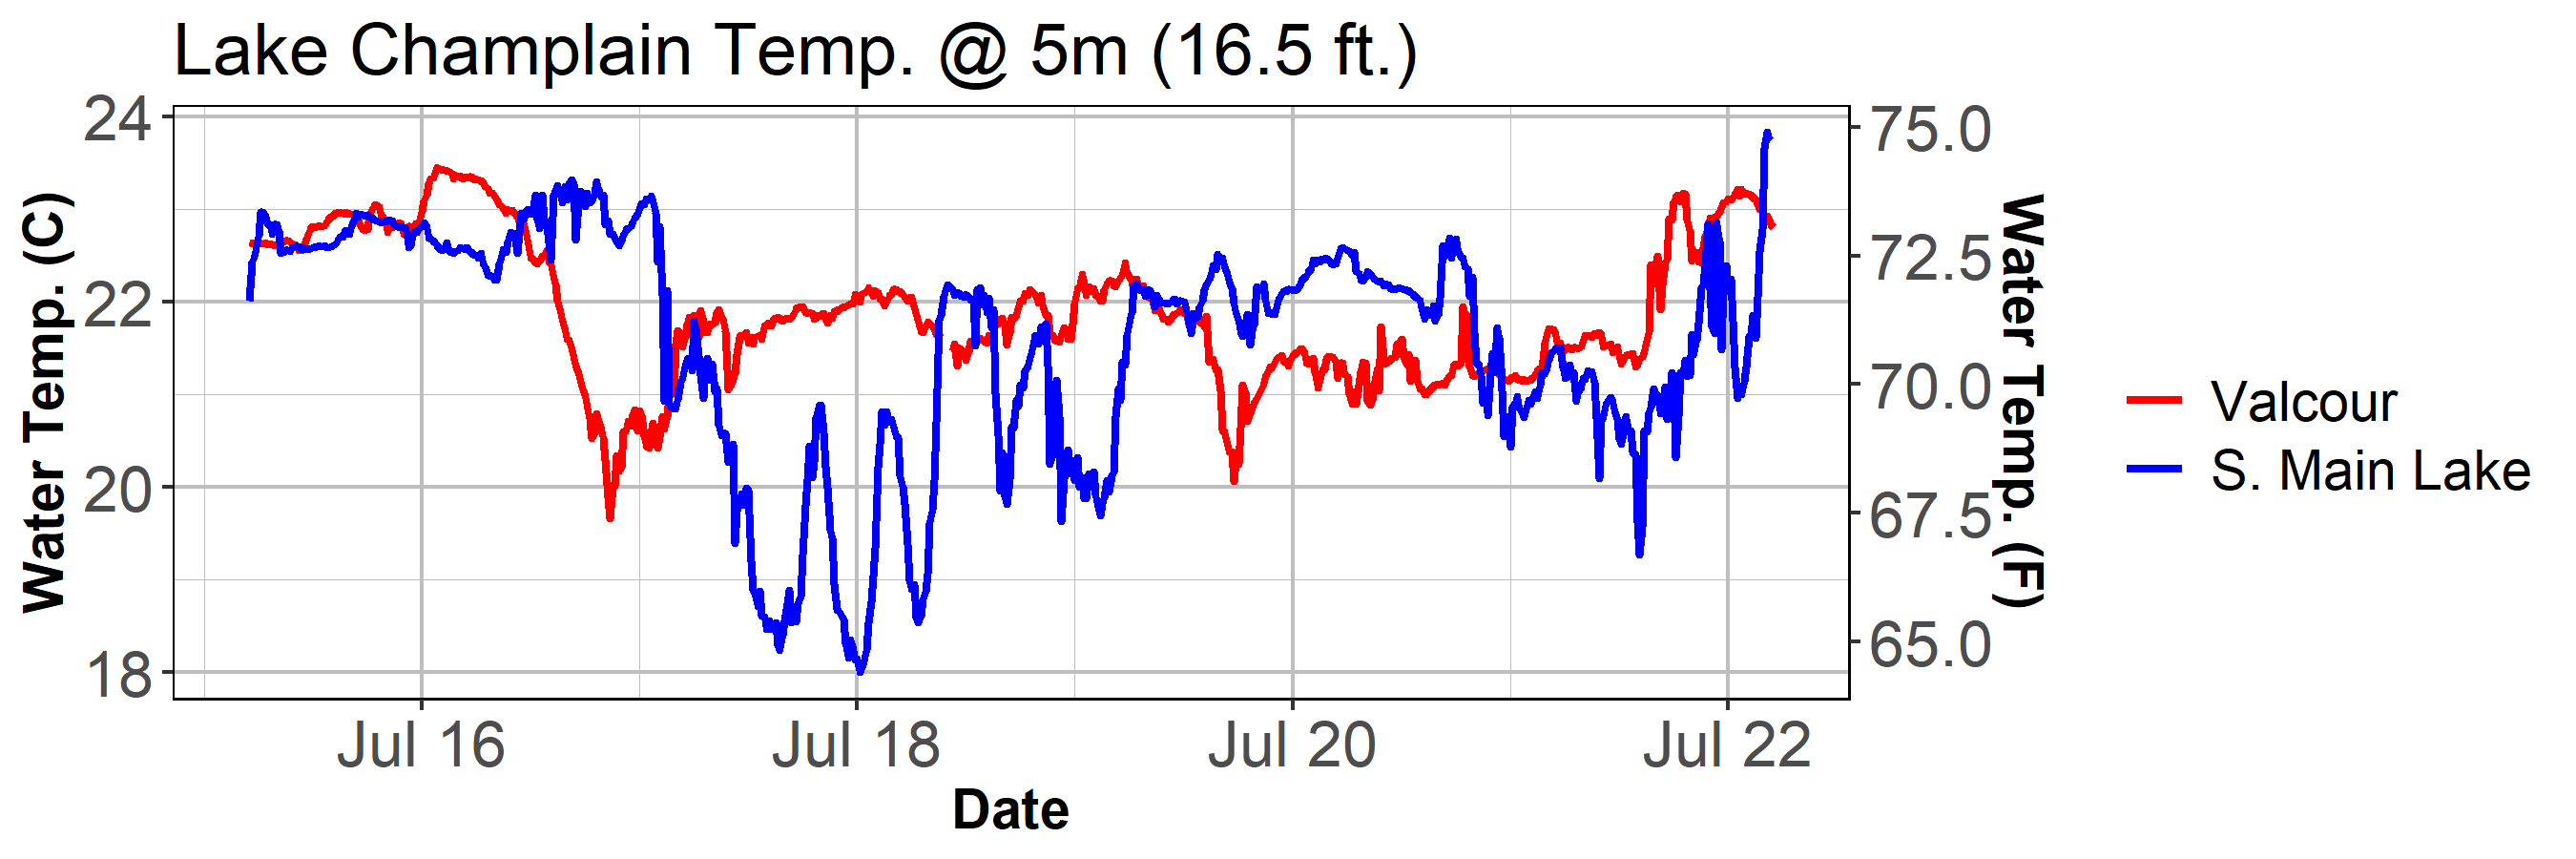 Lake Champlain Temp. @ 5m (16.5 ft.)
Water Temp. (C)
24
22
20
18
75.0
72.5
70.0
67.5
65.0
Water Temp. (F)
Jul 16
Jul 18
Jul 20
Jul 22
Date
Valcour
S. Main Lake